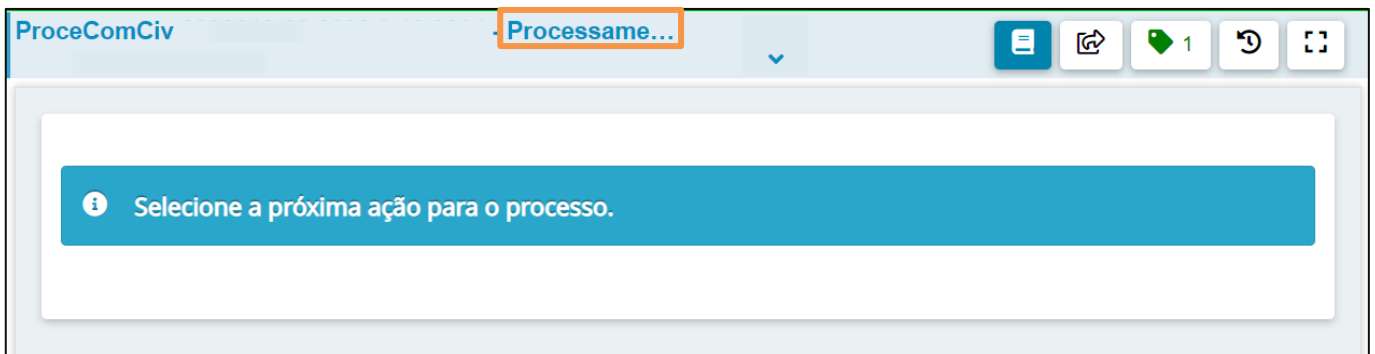 ProceComCiv - Processame...
1
Selecione a próxima ação para o processo.